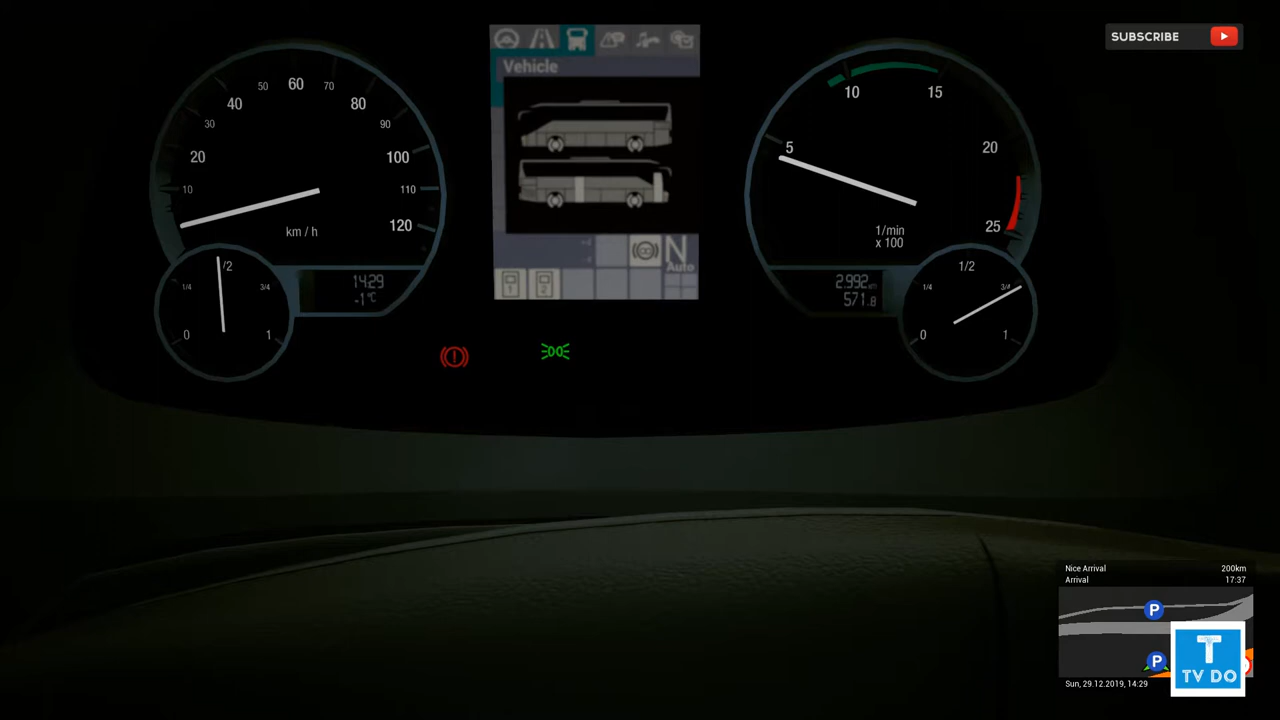 SUBSCRIBE
Vehicle
10
20
30
40
50
60
70
80
90
100
110
120
km / h
5
10
15
20
25
1/min
x 100
N
Auto
1
2
0
1/4
/2
3/4
1
14:29
-1°C
2.992 km
571.8
0
1/4
1/2
3/4
1
Nice Arrival 200km
Arrival 17:37
P
P
Sun, 29.12.2019, 14:29
T
TV DO